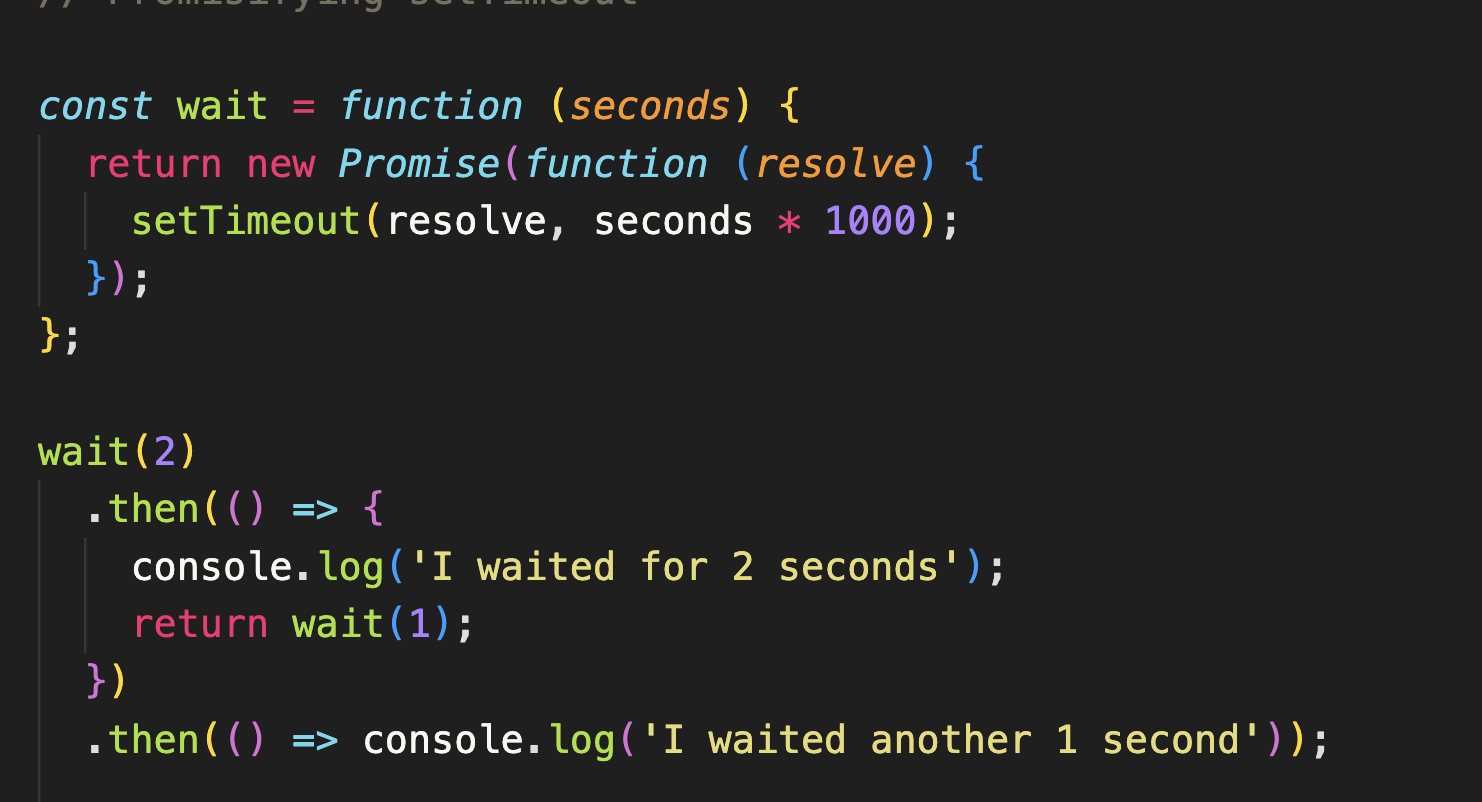 // Promisifying setTimeout
const wait = function (seconds) {
  return new Promise(function (resolve) {
    setTimeout(resolve, seconds * 1000);
  });
};
wait(2)
  .then(() => {
    console.log('I waited for 2 seconds');
    return wait(1);
  })
  .then(() => console.log('I waited another 1 second'));